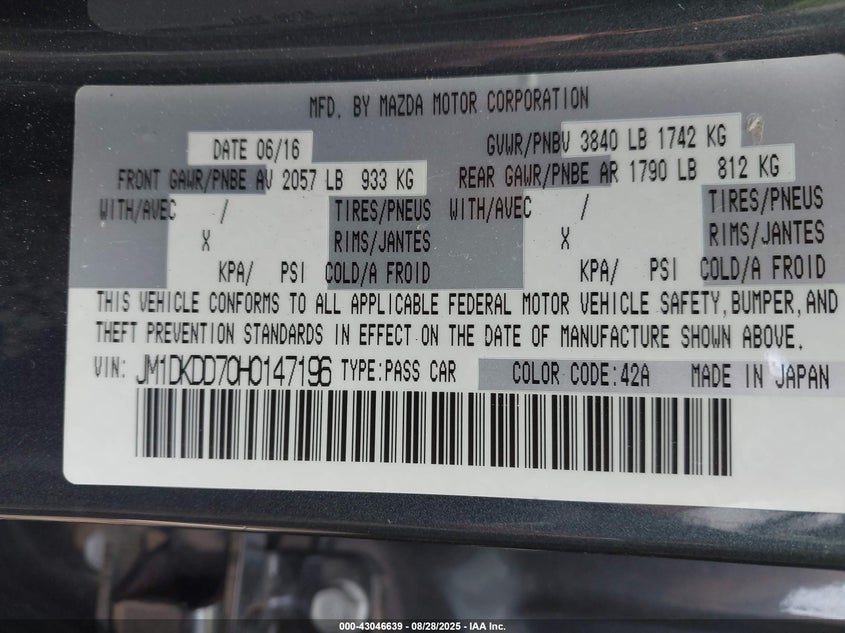 MFD. BY MAZDA MOTOR CORPORATION
DATE 06/16 GVWR/PNBV 3840 LB 1742 KG
FRONT GAWR/PNBE AV 2057 LB 933 KG REAR GAWR/PNBE AR 1790 LB 812 KG
WITH/AVEC / TIRES/PNEUS WITH/AVEC / TIRES/PNEUS
X RIMS/JANTES X RIMS/JANTES
KPA/ PSI COLD/A FROID KPA/ PSI COLD/A FROID
THIS VEHICLE CONFORMS TO ALL APPLICABLE FEDERAL MOTOR VEHICLE SAFETY, BUMPER, AND
THEFT PREVENTION STANDARDS IN EFFECT ON THE DATE OF MANUFACTURE SHOWN ABOVE.
VIN: JM1DKDD70H0147196 TYPE:PASS CAR COLOR CODE:42A MADE IN JAPAN
000-43046639 - 08/28/2025 - IAA Inc.